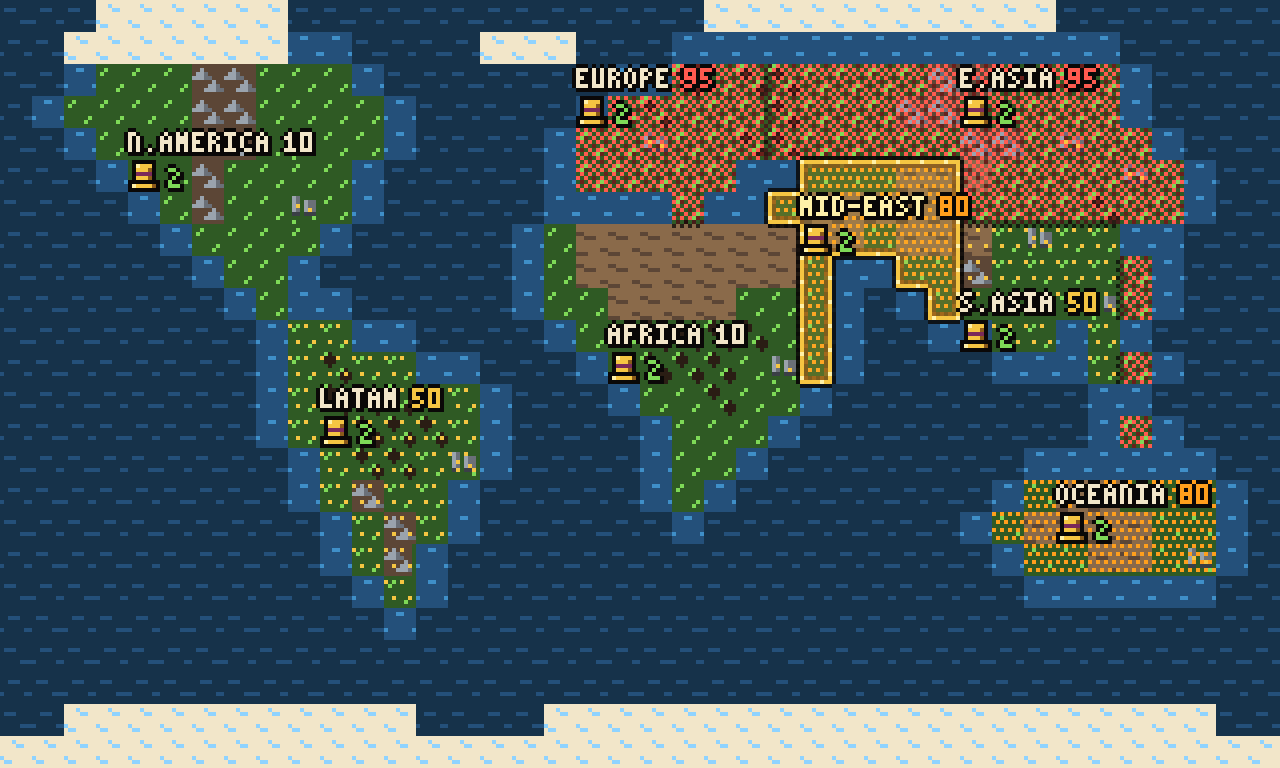 EUROPE 95
2
E.ASIA 95
2
N.AMERICA 10
2
MID-EAST 80
2
S.ASIA 50
2
AFRICA 10
2
LATAM 50
2
OCEANIA 80
2